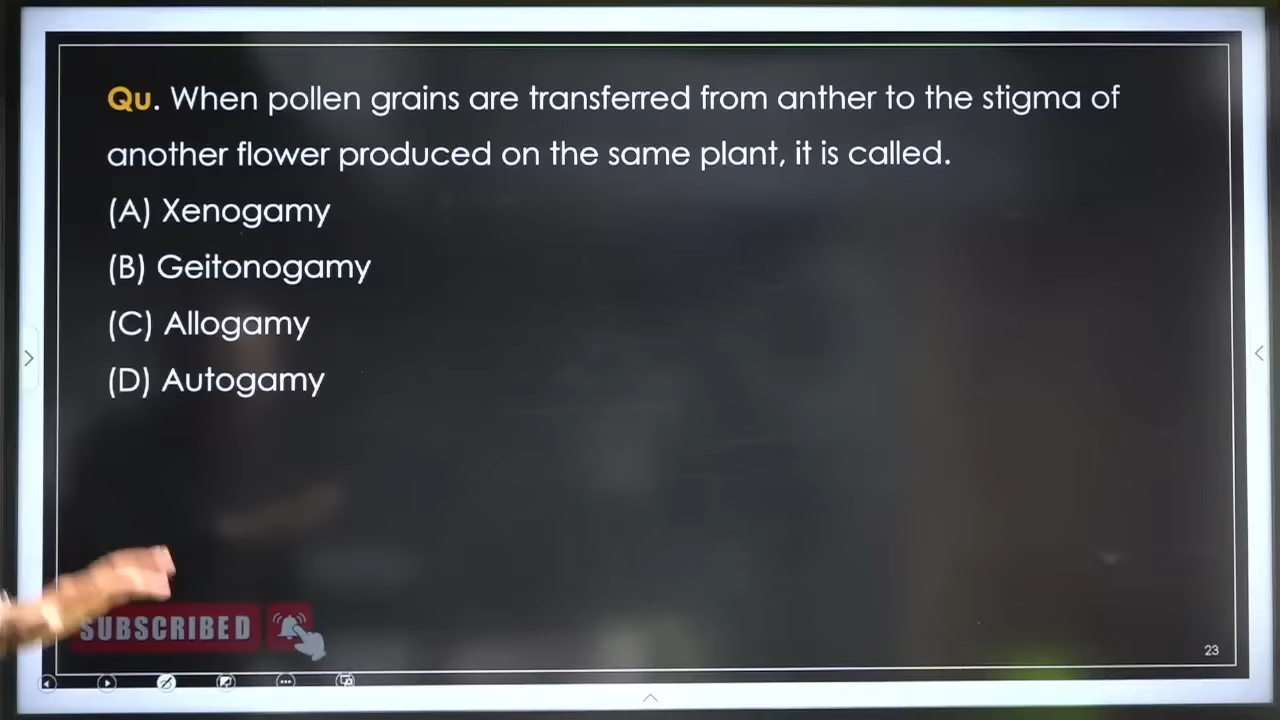 Qu. When pollen grains are transferred from anther to the stigma of
another flower produced on the same plant, it is called.
(A) Xenogamy
(B) Geitonogamy
(C) Allogamy
(D) Autogamy
SUBSCRIBED
23